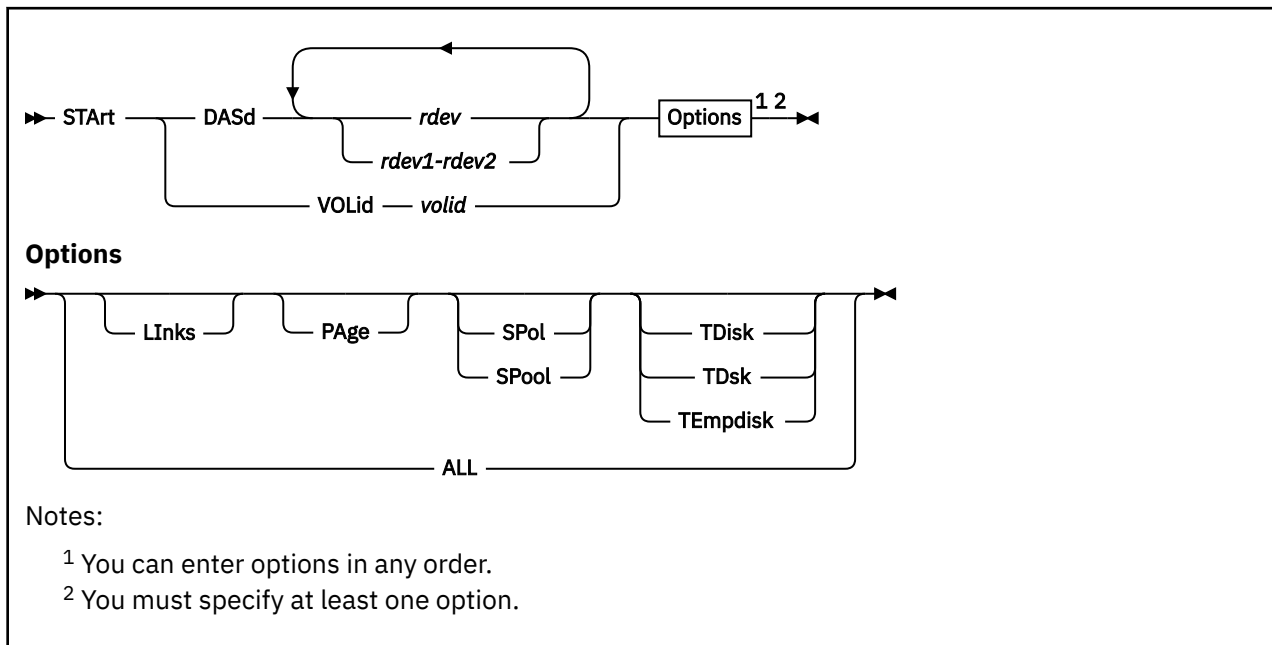 STArt DASd rdev Options 1 2
rdev1-rdev2
VOLid volid
Options
LInks PAge SPol TDisk
SPool TDsk
TEmpdisk
ALL
Notes:
1 You can enter options in any order.
2 You must specify at least one option.